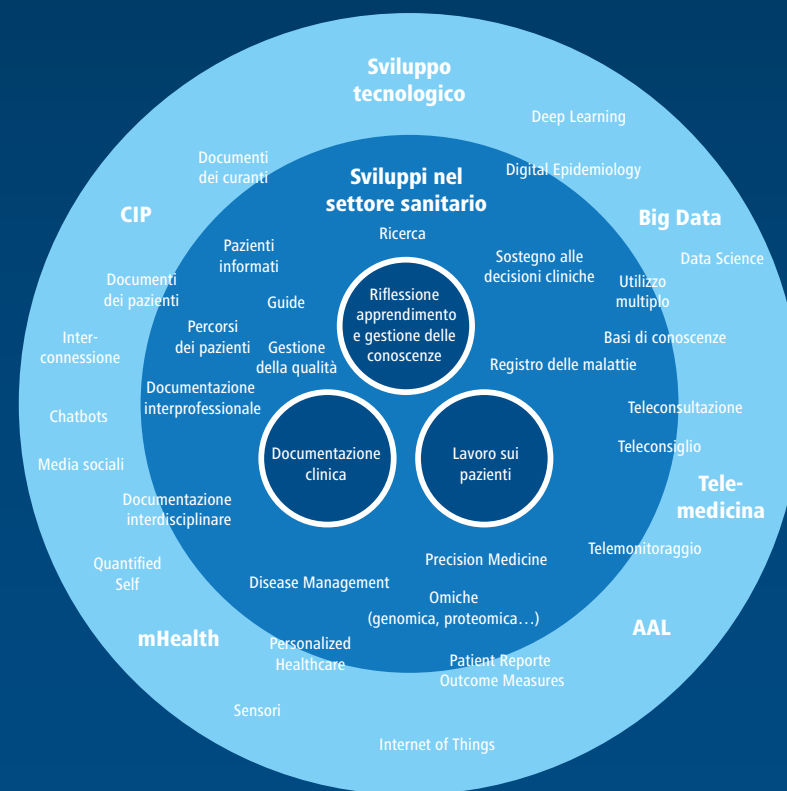 Sviluppo
tecnologico
Deep Learning
Documenti
dei curanti
Sviluppi nel
settore sanitario
Digital Epidemiology
CIP
Big Data
Ricerca
Pazienti
informati
Sostegno alle
decisioni cliniche
Data Science
Documenti
dei pazienti
Guide
Riflessione
apprendimento
e gestione delle
conoscenze
Utilizzo
multiplo
Inter-
connessione
Percorsi
dei pazienti
Gestione
della qualità
Basi di conoscenze
Registro delle malattie
Documentazione
interprofessionale
Chatbots
Teleconsultazione
Teleconsiglio
Media sociali
Documentazione
clinica
Lavoro sui
pazienti
Tele-
medicina
Documentazione
interdisciplinare
Telemonitoraggio
Quantified
Self
Precision Medicine
Disease Management
Omiche
(genomica, proteomica…)
mHealth
AAL
Personalized
Healthcare
Patient Reporte
Outcome Measures
Sensori
Internet of Things